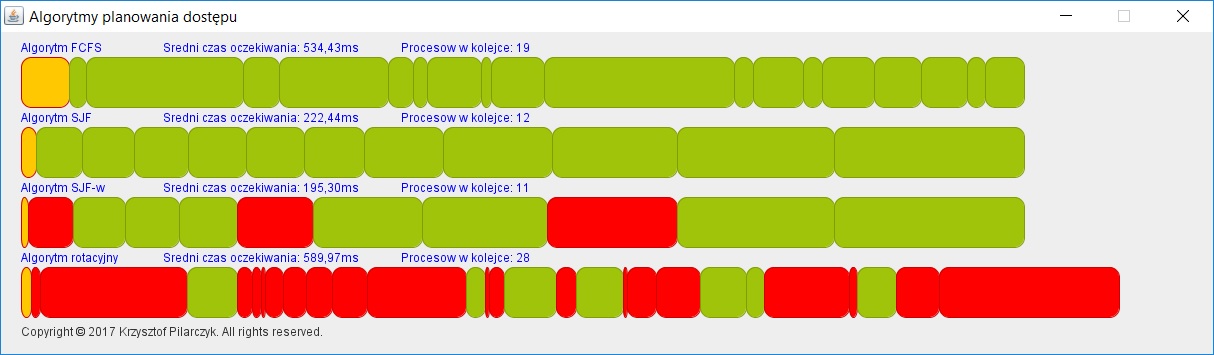 Algorytmy planowania dostępu
Algorytm FCFS Sredni czas oczekiwania: 534,43ms Procesow w kolejce: 19
Algorytm SJF Sredni czas oczekiwania: 222,44ms Procesow w kolejce: 12
Algorytm SJF-w Sredni czas oczekiwania: 195,30ms Procesow w kolejce: 11
Algorytm rotacyjny Sredni czas oczekiwania: 589,97ms Procesow w kolejce: 28
Copyright © 2017 Krzysztof Pilarczyk. All rights reserved.